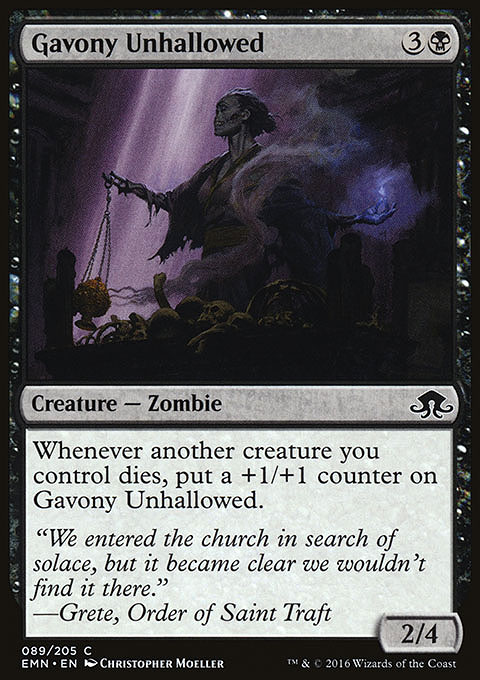 Gavony Unhallowed 3
Creature — Zombie
Whenever another creature you
control dies, put a +1/+1 counter on
Gavony Unhallowed.
“We entered the church in search of
solace, but it became clear we wouldn’t
find it there.”
—Grete, Order of Saint Traft
2/4
089/205 C
EMN • EN Christopher Moeller
™ & © 2016 Wizards of the Coast